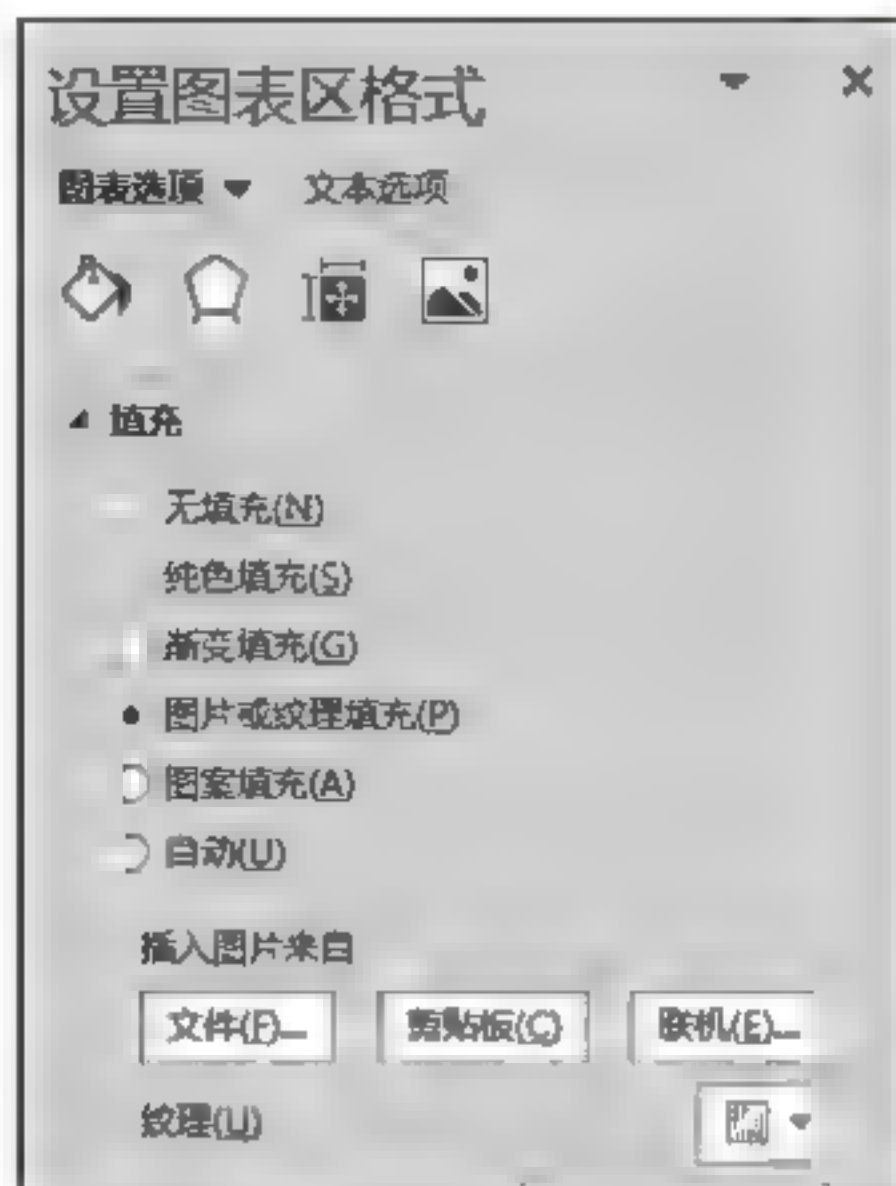 设置图表区格式
图表选项 文本选项
填充
无填充(N)
纯色填充(S)
渐变填充(G)
图片或纹理填充(P)
图案填充(A)
自动(U)
插入图片来自
文件(F)... 剪贴板(C) 联机(E)...
纹理(U)